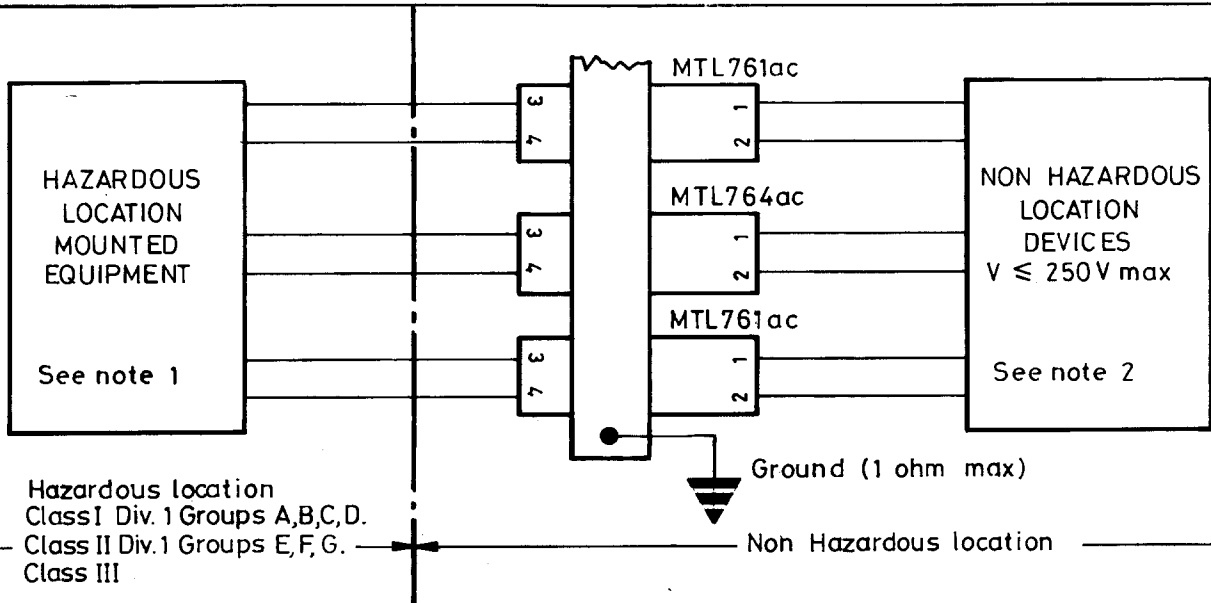 HAZARDOUS
LOCATION
MOUNTED
EQUIPMENT
See note 1
MTL761ac
3
4
1
2
MTL764ac
3
4
1
2
MTL761ac
3
4
1
2
NON HAZARDOUS
LOCATION
DEVICES
V ≤ 250V max
See note 2
Ground (1 ohm max)
Hazardous location
Class I Div. 1 Groups A,B,C,D.
Class II Div.1 Groups E,F,G.
Class III
Non Hazardous location